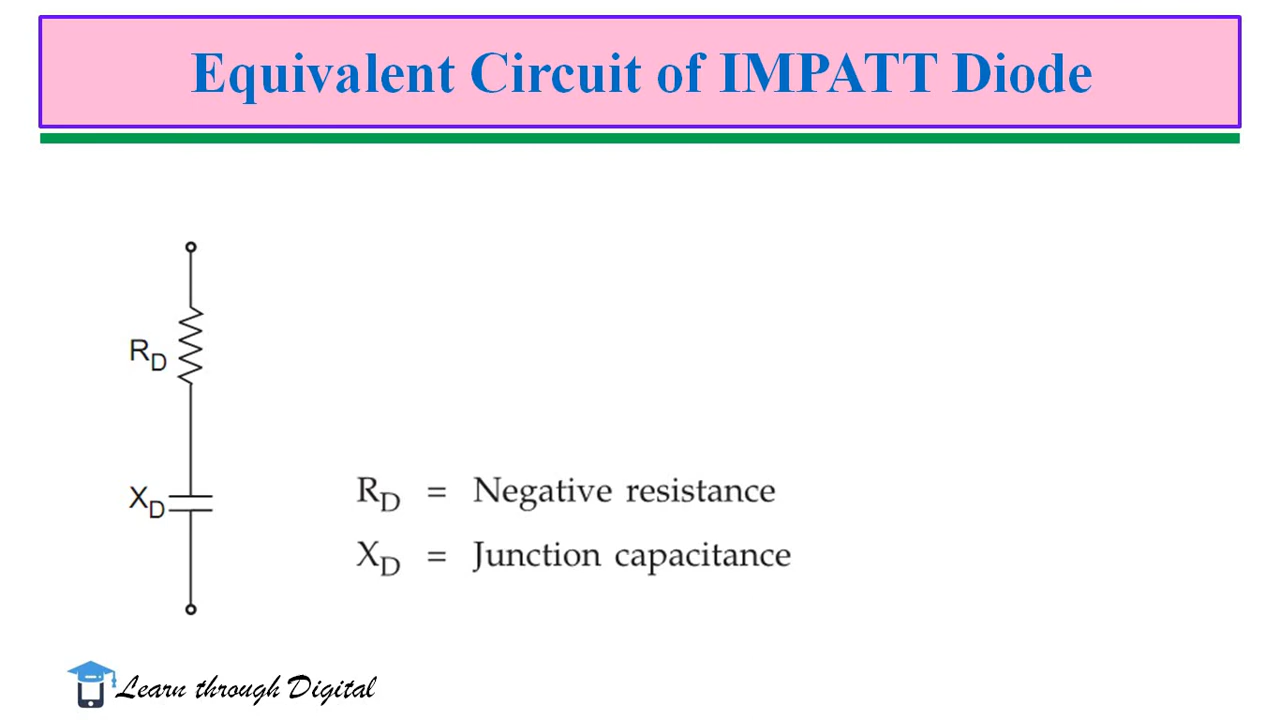 Equivalent Circuit of IMPATT Diode
R_D
X_D
R_D = Negative resistance
X_D = Junction capacitance
Learn through Digital